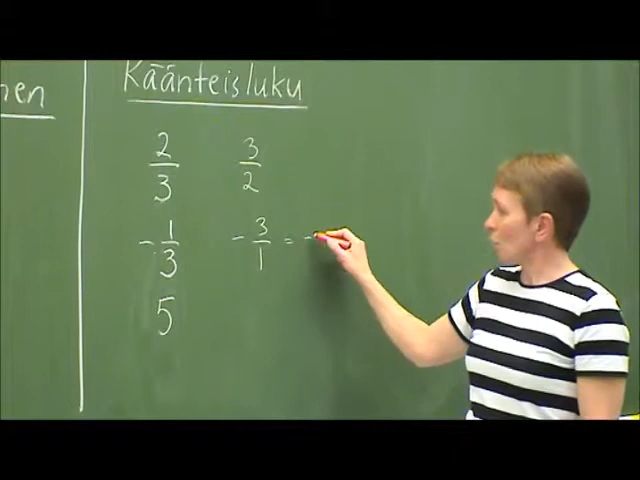 nen
Käänteisluku
2/3 3/2
-1/3 -3/1 = -
5